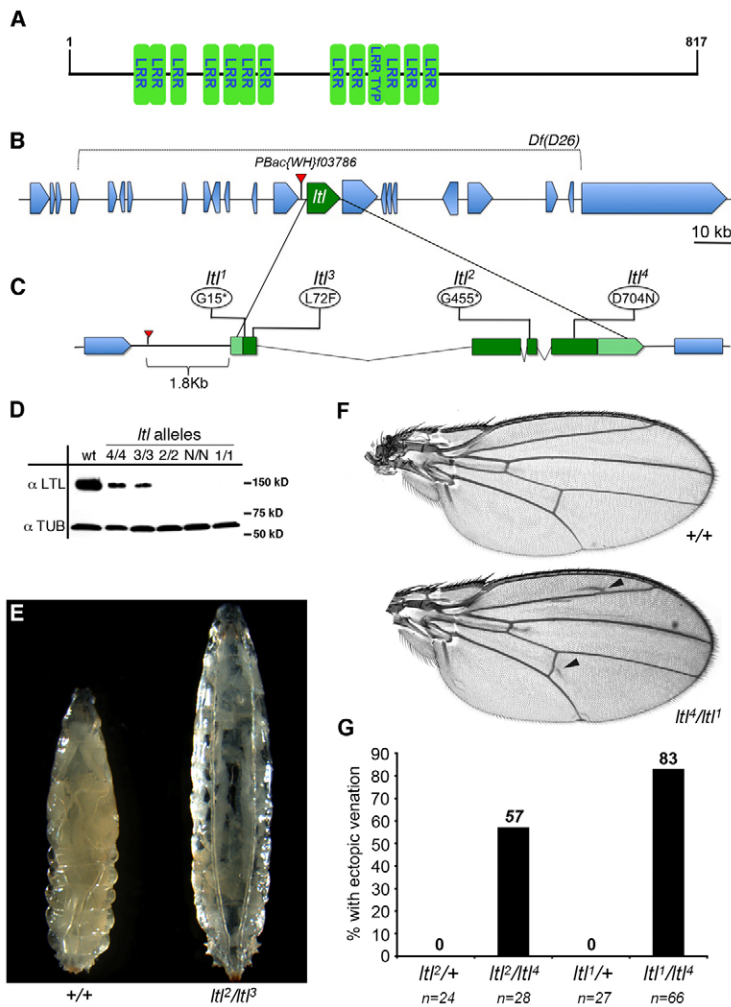 A
1
817
LRR LRR LRR LRR LRR LRR LRR LRR LRR LRR TYP LRR LRR LRR
B
Df(D26)
PBac{WH}f03786
ltl
10 kb
C
ltl1 ltl3 ltl2 ltl4
G15* L72F G455* D704N
1.8Kb
D
ltl alleles
wt 4/4 3/3 2/2 N/N 1/1
α LTL
–150 kD
–75 kD
α TUB
–50 kD
E
+/+
ltl2/ltl3
F
+/+
ltl4/ltl1
G
% with ectopic venation
90
80
70
60
50
40
30
20
10
0
0 57 0 83
ltl2/+ ltl2/ltl4 ltl1/+ ltl1/ltl4
n=24 n=28 n=27 n=66